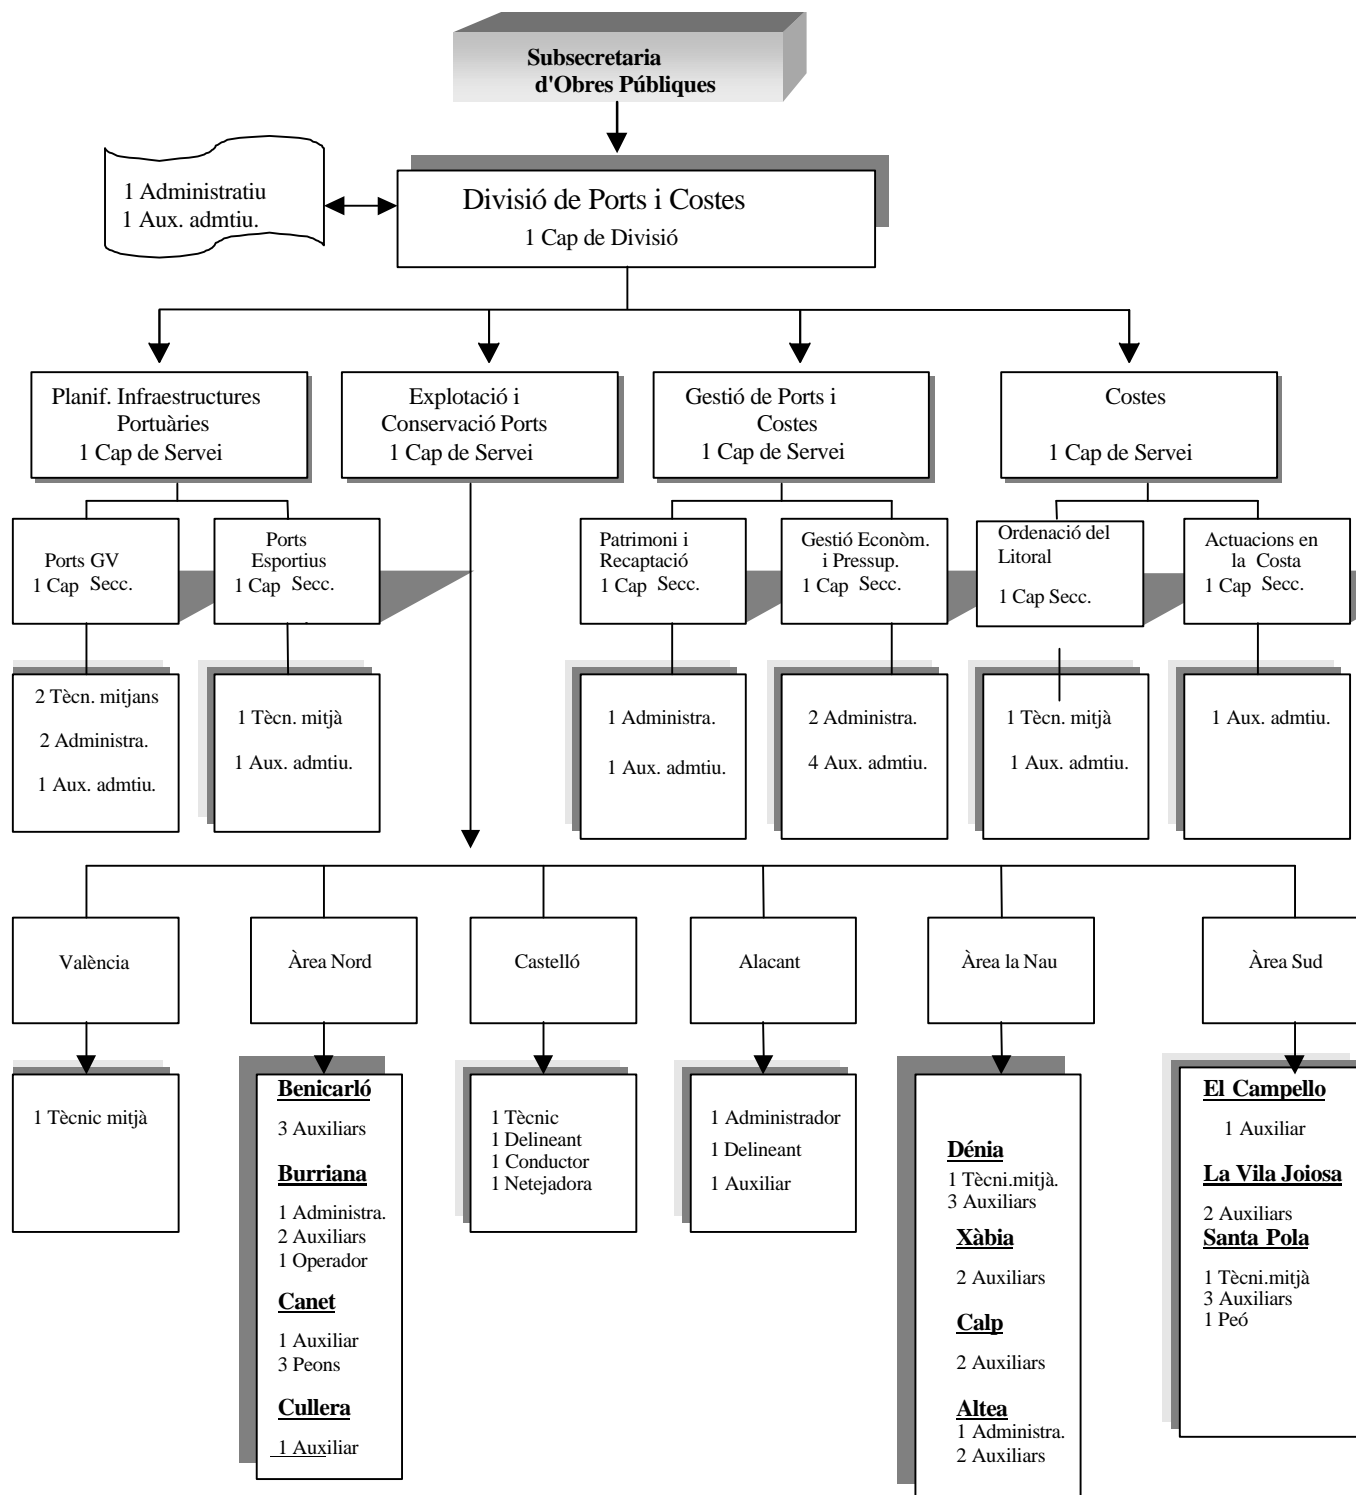 Subsecretaria
d'Obres Públiques
1 Administratiu
1 Aux. admtiu.
Divisió de Ports i Costes
1 Cap de Divisió
Planif. Infraestructures
Portuàries
1 Cap de Servei
Explotació i
Conservació Ports
1 Cap de Servei
Gestió de Ports i
Costes
1 Cap de Servei
Costes
1 Cap de Servei
Ports GV
1 Cap Secc.
Ports
Esportius
1 Cap Secc.
Patrimoni i
Recaptació
1 Cap Secc.
Gestió Econòm.
i Pressup.
1 Cap Secc.
Ordenació del
Litoral
1 Cap Secc.
Actuacions en
la Costa
1 Cap Secc.
2 Tècn. mitjans
2 Administra.
1 Aux. admtiu.
1 Tècn. mitjà
1 Aux. admtiu.
1 Administra.
1 Aux. admtiu.
2 Administra.
4 Aux. admtiu.
1 Tècn. mitjà
1 Aux. admtiu.
1 Aux. admtiu.
València
Àrea Nord
Castelló
Alacant
Àrea la Nau
Àrea Sud
1 Tècnic mitjà
Benicarló
3 Auxiliars
Burriana
1 Administra.
2 Auxiliars
1 Operador
Canet
1 Auxiliar
3 Peons
Cullera
1 Auxiliar
1 Tècnic
1 Delineant
1 Conductor
1 Netejadora
1 Administrador
1 Delineant
1 Auxiliar
Dénia
1 Tècni.mitjà.
3 Auxiliars
Xàbia
2 Auxiliars
Calp
2 Auxiliars
Altea
1 Administra.
2 Auxiliars
El Campello
1 Auxiliar
La Vila Joiosa
2 Auxiliars
Santa Pola
1 Tècni.mitjà
3 Auxiliars
1 Peó